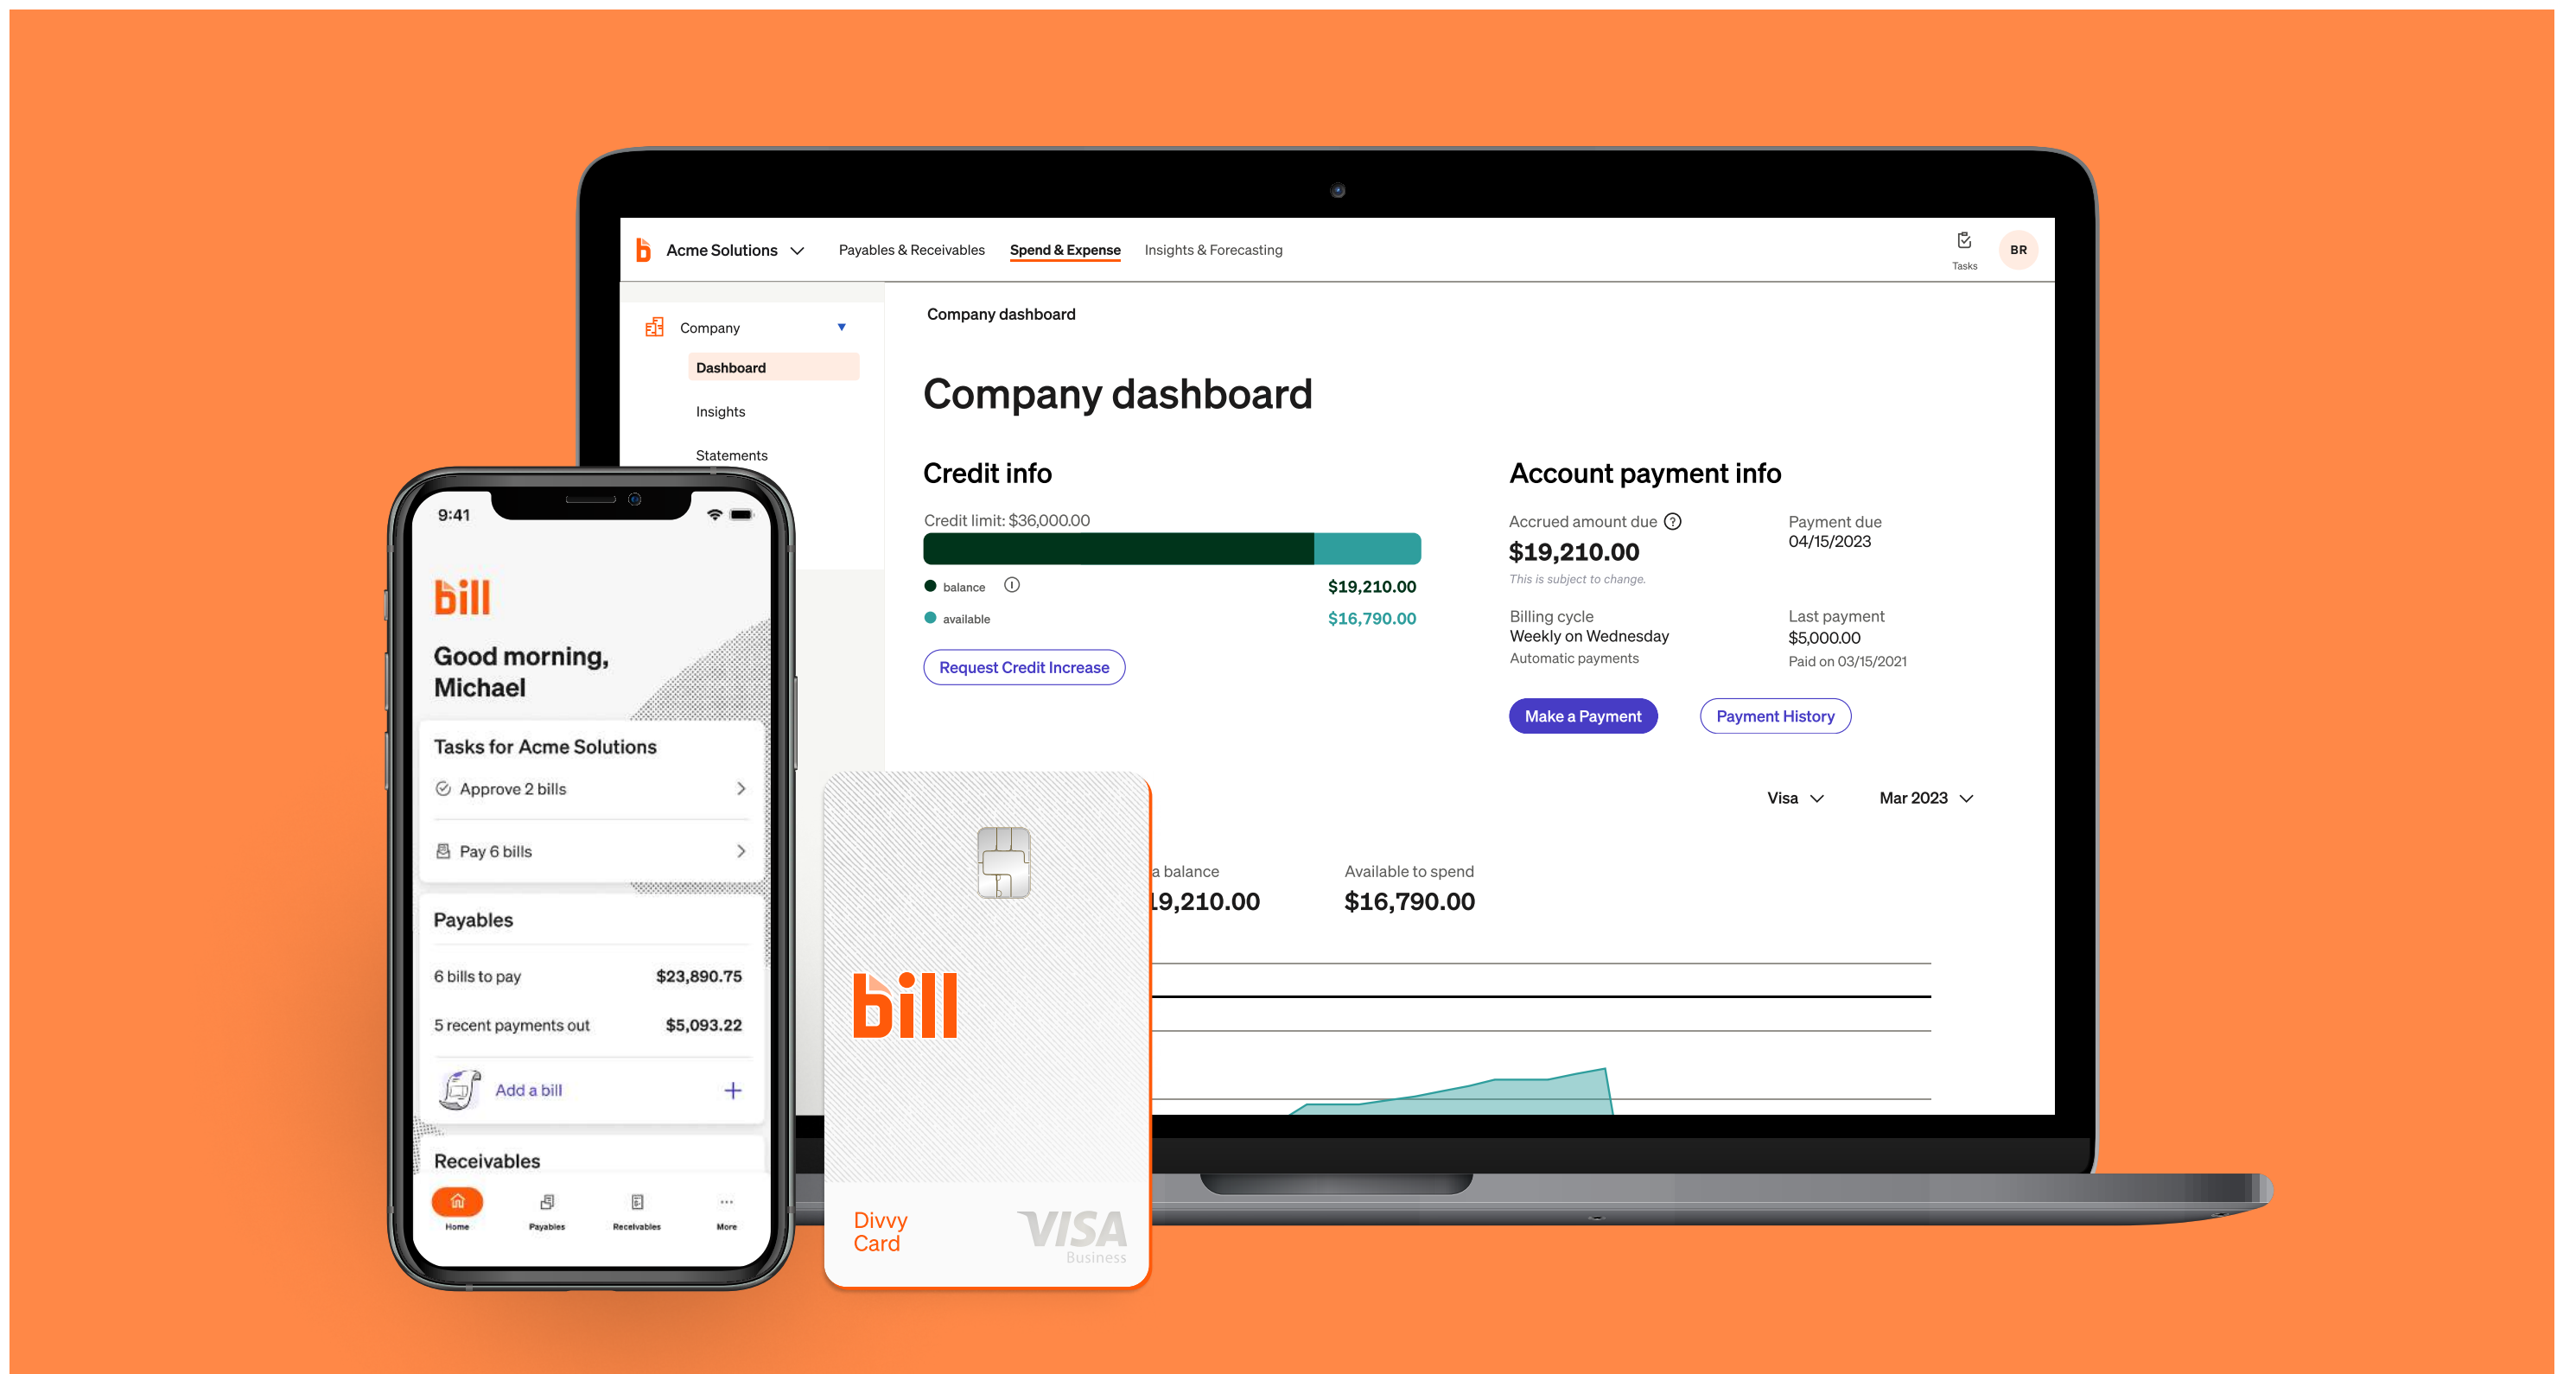 Acme Solutions
Payables & Receivables
Spend & Expense
Insights & Forecasting
Tasks
BR
Company
Dashboard
Insights
Statements
Company dashboard
Company dashboard
Credit info
Credit limit: $36,000.00
balance
$19,210.00
available
$16,790.00
Request Credit Increase
Account payment info
Accrued amount due
$19,210.00
This is subject to change.
Payment due
04/15/2023
Billing cycle
Weekly on Wednesday
Automatic payments
Last payment
$5,000.00
Paid on 03/15/2021
Make a Payment
Payment History
Visa
Mar 2023
a balance
19,210.00
Available to spend
$16,790.00
9:41
bill
Good morning,
Michael
Tasks for Acme Solutions
Approve 2 bills
Pay 6 bills
Payables
6 bills to pay
$23,890.75
5 recent payments out
$5,093.22
Add a bill
Receivables
Home
Payables
Receivables
More
bill
Divvy
Card
VISA
Business